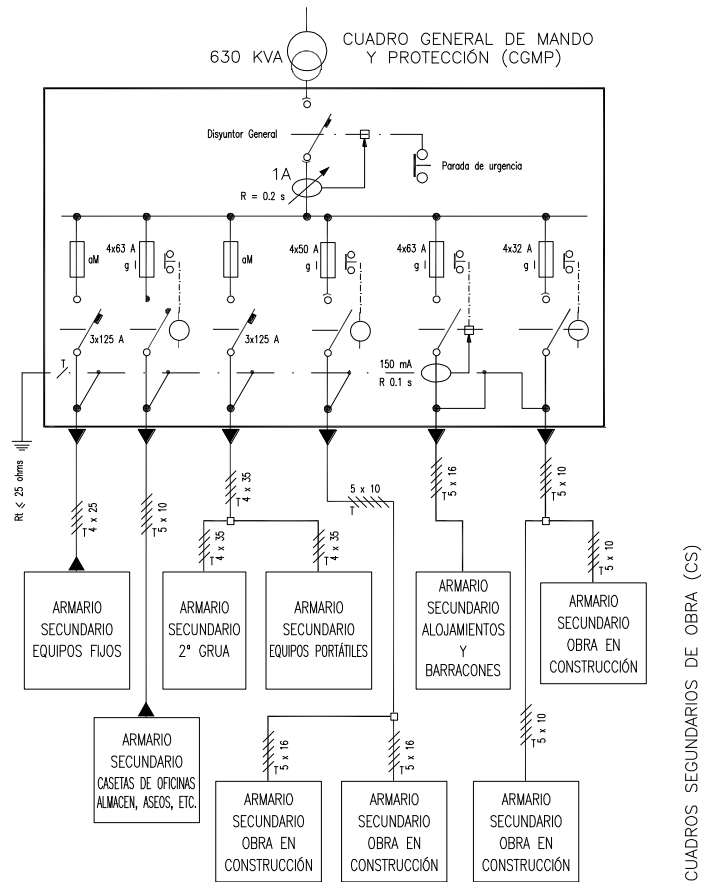 630 KVA
CUADRO GENERAL DE MANDO
Y PROTECCIÓN (CGMP)
Disyuntor General
Parada de urgencia
1A
R = 0.2 s
aM
4x63 A
g I
aM
4x50 A
g I
4x63 A
g I
4x32 A
g I
3x125 A
3x125 A
T
150 mA
R 0.1 s
Rt ≤ 25 ohms
T
4 x 25
T
5 x 10
T
4 x 35
5 x 10
T
T
5 x 16
T
5 x 10
T
4 x 35
T
4 x 35
T
5 x 10
ARMARIO
SECUNDARIO
EQUIPOS FIJOS
ARMARIO
SECUNDARIO
2ª GRUA
ARMARIO
SECUNDARIO
EQUIPOS PORTÁTILES
ARMARIO
SECUNDARIO
ALOJAMIENTOS
Y
BARRACONES
ARMARIO
SECUNDARIO
OBRA EN
CONSTRUCCIÓN
ARMARIO
SECUNDARIO
CASETAS DE OFICINAS
ALMACEN, ASEOS, ETC.
T
5 x 16
T
5 x 16
T
5 x 10
ARMARIO
SECUNDARIO
OBRA EN
CONSTRUCCIÓN
ARMARIO
SECUNDARIO
OBRA EN
CONSTRUCCIÓN
ARMARIO
SECUNDARIO
OBRA EN
CONSTRUCCIÓN
CUADROS SEGUNDARIOS DE OBRA (CS)